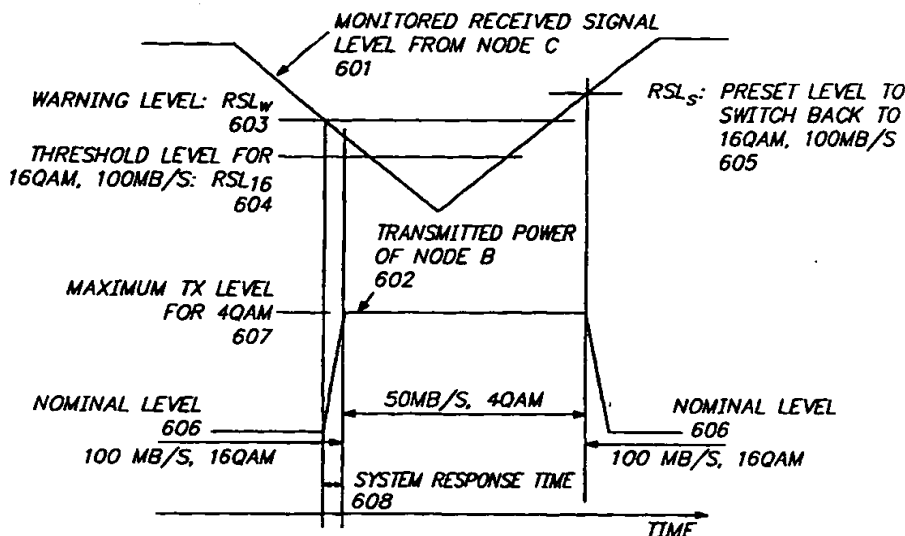 MONITORED RECEIVED SIGNAL
LEVEL FROM NODE C
601
WARNING LEVEL: RSLw
603
RSLs: PRESET LEVEL TO
SWITCH BACK TO
16QAM, 100MB/S
605
THRESHOLD LEVEL FOR
16QAM, 100MB/S: RSL16
604
TRANSMITTED POWER
OF NODE B
602
MAXIMUM TX LEVEL
FOR 4QAM
607
50MB/S, 4QAM
NOMINAL LEVEL
606
100 MB/S, 16QAM
NOMINAL LEVEL
606
100 MB/S, 16QAM
SYSTEM RESPONSE TIME
608
TIME